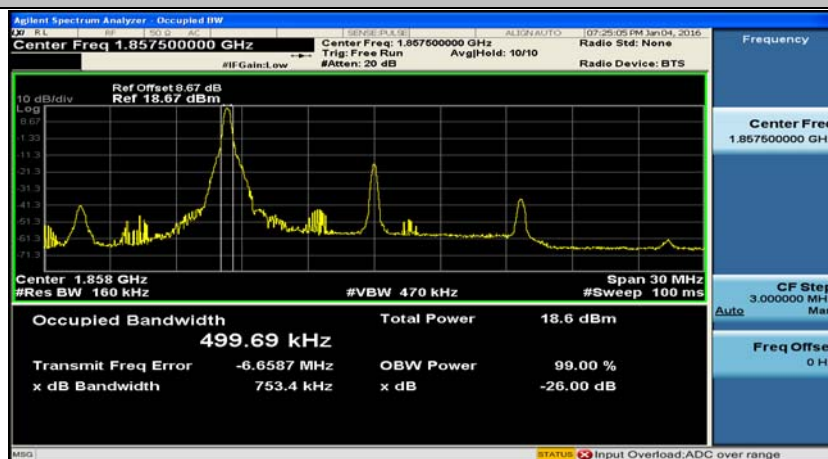 Agilent Spectrum Analyzer - Occupied BW
LXI RL RF 50 Ω AC SENSE:PULSE ALIGN AUTO 07:25:05 PM Jan 04, 2016
Center Freq 1.857500000 GHz
Center Freq: 1.857500000 GHz
Radio Std: None
Trig: Free Run Avg|Hold: 10/10
#IFGain:Low #Atten: 20 dB Radio Device: BTS
Ref Offset 8.67 dB
10 dB/div Ref 18.67 dBm
Log
8.67
-1.33
-11.3
-21.3
-31.3
-41.3
-51.3
-61.3
-71.3
Center 1.858 GHz Span 30 MHz
#Res BW 160 kHz #VBW 470 kHz #Sweep 100 ms
Occupied Bandwidth Total Power 18.6 dBm
499.69 kHz
Transmit Freq Error -6.6587 MHz OBW Power 99.00 %
x dB Bandwidth 753.4 kHz x dB -26.00 dB
MSG STATUS Input Overload;ADC over range
Frequency
Center Freq
1.857500000 GH
CF Step
3.000000 MH
Auto Ma
Freq Offse
0 H